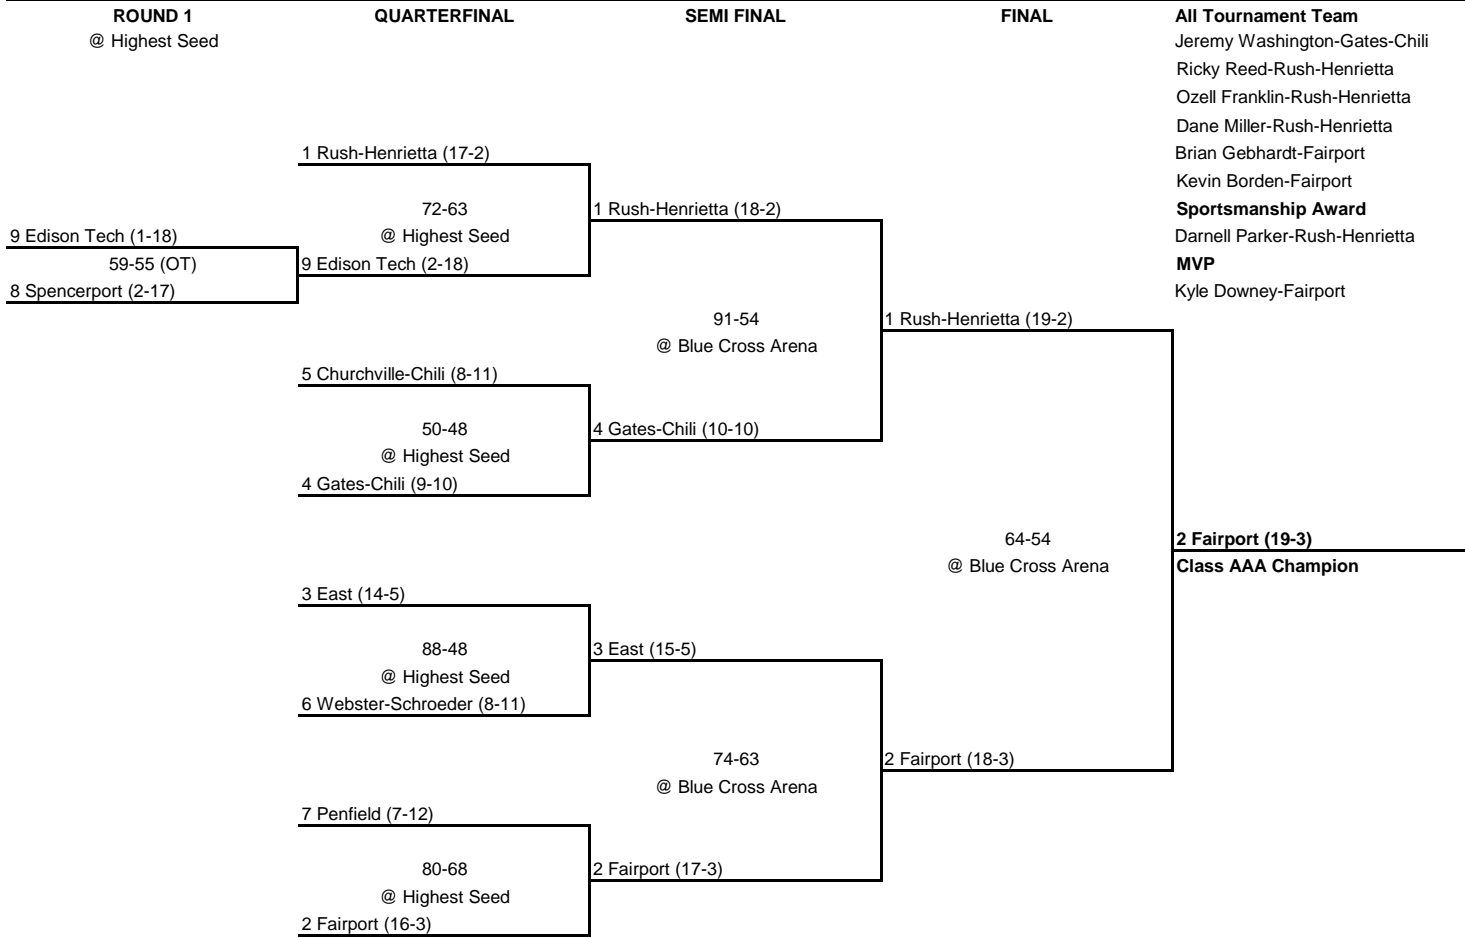 ROUND 1
@ Highest Seed
9 Edison Tech (1-18)
59-55 (OT)
8 Spencerport (2-17)
QUARTERFINAL
1 Rush-Henrietta (17-2)
72-63
@ Highest Seed
9 Edison Tech (2-18)
5 Churchville-Chili (8-11)
50-48
@ Highest Seed
4 Gates-Chili (9-10)
3 East (14-5)
88-48
@ Highest Seed
6 Webster-Schroeder (8-11)
7 Penfield (7-12)
80-68
@ Highest Seed
2 Fairport (16-3)
SEMI FINAL
1 Rush-Henrietta (18-2)
91-54
@ Blue Cross Arena
4 Gates-Chili (10-10)
3 East (15-5)
74-63
@ Blue Cross Arena
2 Fairport (17-3)
FINAL
1 Rush-Henrietta (19-2)
64-54
@ Blue Cross Arena
2 Fairport (18-3)
All Tournament Team
Jeremy Washington-Gates-Chili
Ricky Reed-Rush-Henrietta
Ozell Franklin-Rush-Henrietta
Dane Miller-Rush-Henrietta
Brian Gebhardt-Fairport
Kevin Borden-Fairport
Sportsmanship Award
Darnell Parker-Rush-Henrietta
MVP
Kyle Downey-Fairport
2 Fairport (19-3)
Class AAA Champion